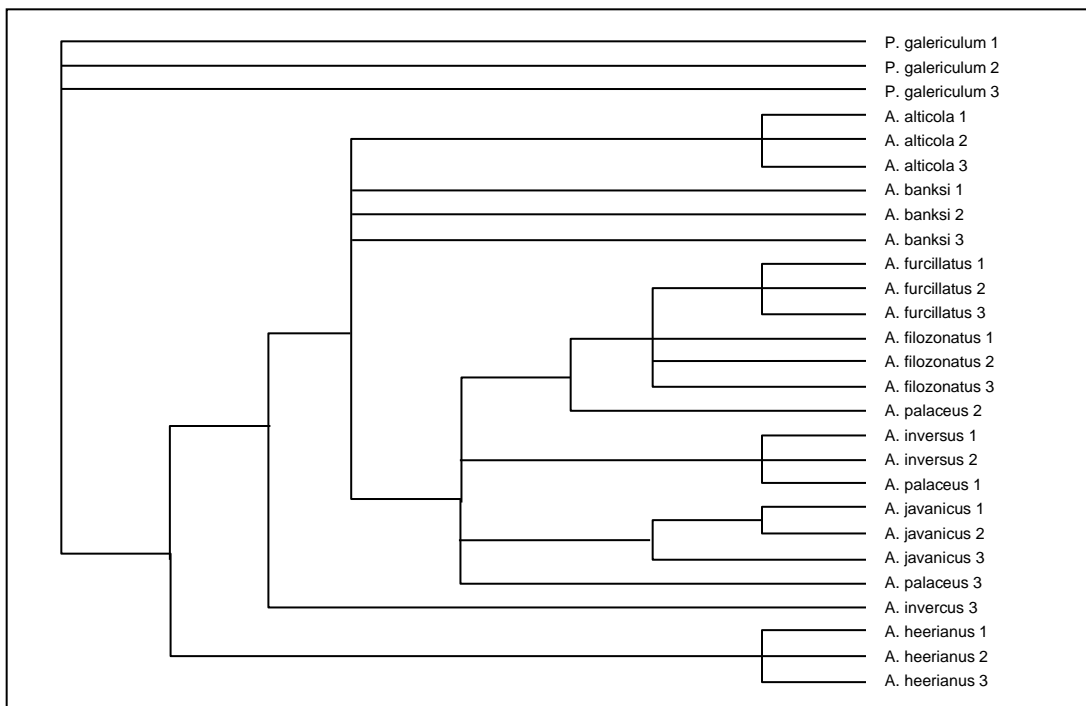 P. galericulum 1
P. galericulum 2
P. galericulum 3
A. alticola 1
A. alticola 2
A. alticola 3
A. banksi 1
A. banksi 2
A. banksi 3
A. furcillatus 1
A. furcillatus 2
A. furcillatus 3
A. filozonatus 1
A. filozonatus 2
A. filozonatus 3
A. palaceus 2
A. inversus 1
A. inversus 2
A. palaceus 1
A. javanicus 1
A. javanicus 2
A. javanicus 3
A. palaceus 3
A. invercus 3
A. heerianus 1
A. heerianus 2
A. heerianus 3